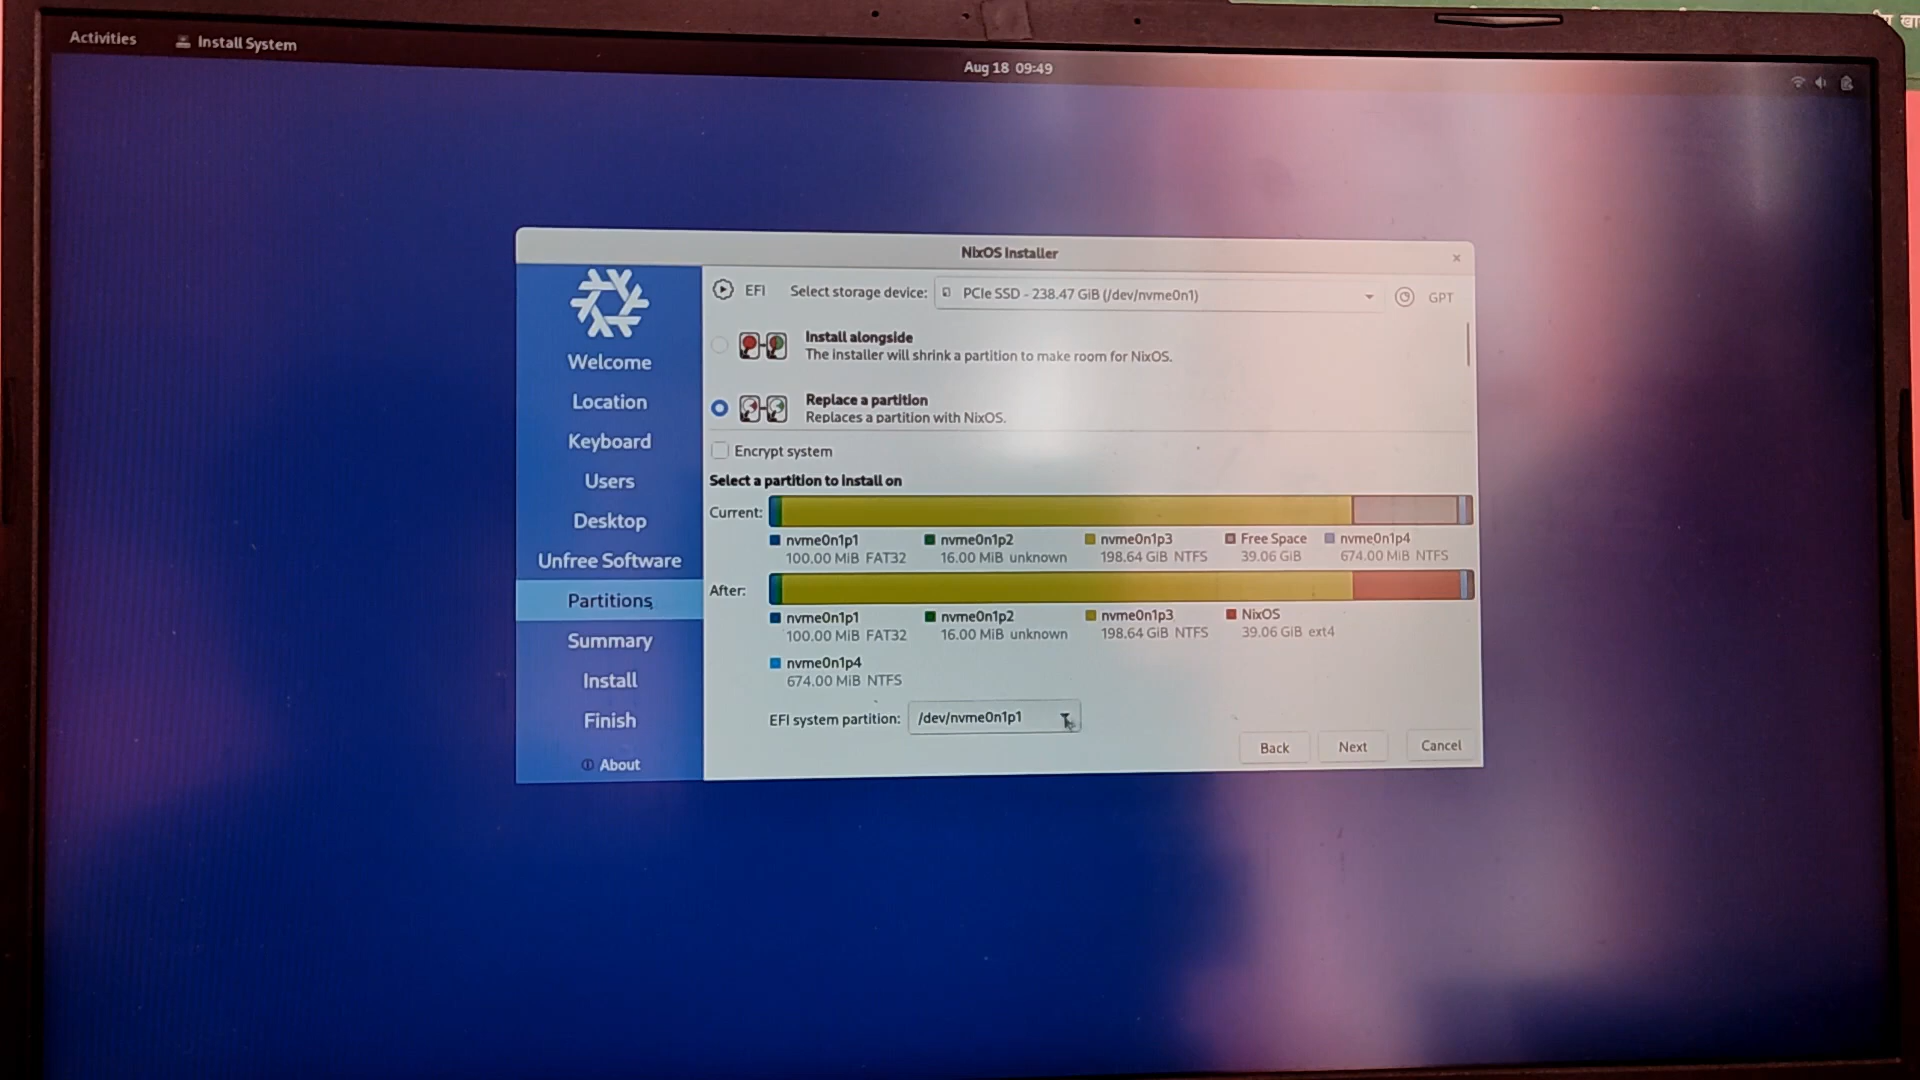 Activities
Install System
Aug 18 09:49
NixOS Installer
Welcome
Location
Keyboard
Users
Desktop
Unfree Software
Partitions
Summary
Install
Finish
About
EFI
Select storage device:
PCIe SSD - 238.47 GiB (/dev/nvme0n1)
GPT
Install alongside
The installer will shrink a partition to make room for NixOS.
Replace a partition
Replaces a partition with NixOS.
Encrypt system
Select a partition to install on
Current:
nvme0n1p1
100.00 MiB FAT32
nvme0n1p2
16.00 MiB unknown
nvme0n1p3
198.64 GiB NTFS
Free Space
39.06 GiB
nvme0n1p4
674.00 MiB NTFS
After:
nvme0n1p1
100.00 MiB FAT32
nvme0n1p2
16.00 MiB unknown
nvme0n1p3
198.64 GiB NTFS
NixOS
39.06 GiB ext4
nvme0n1p4
674.00 MiB NTFS
EFI system partition:
/dev/nvme0n1p1
Back
Next
Cancel